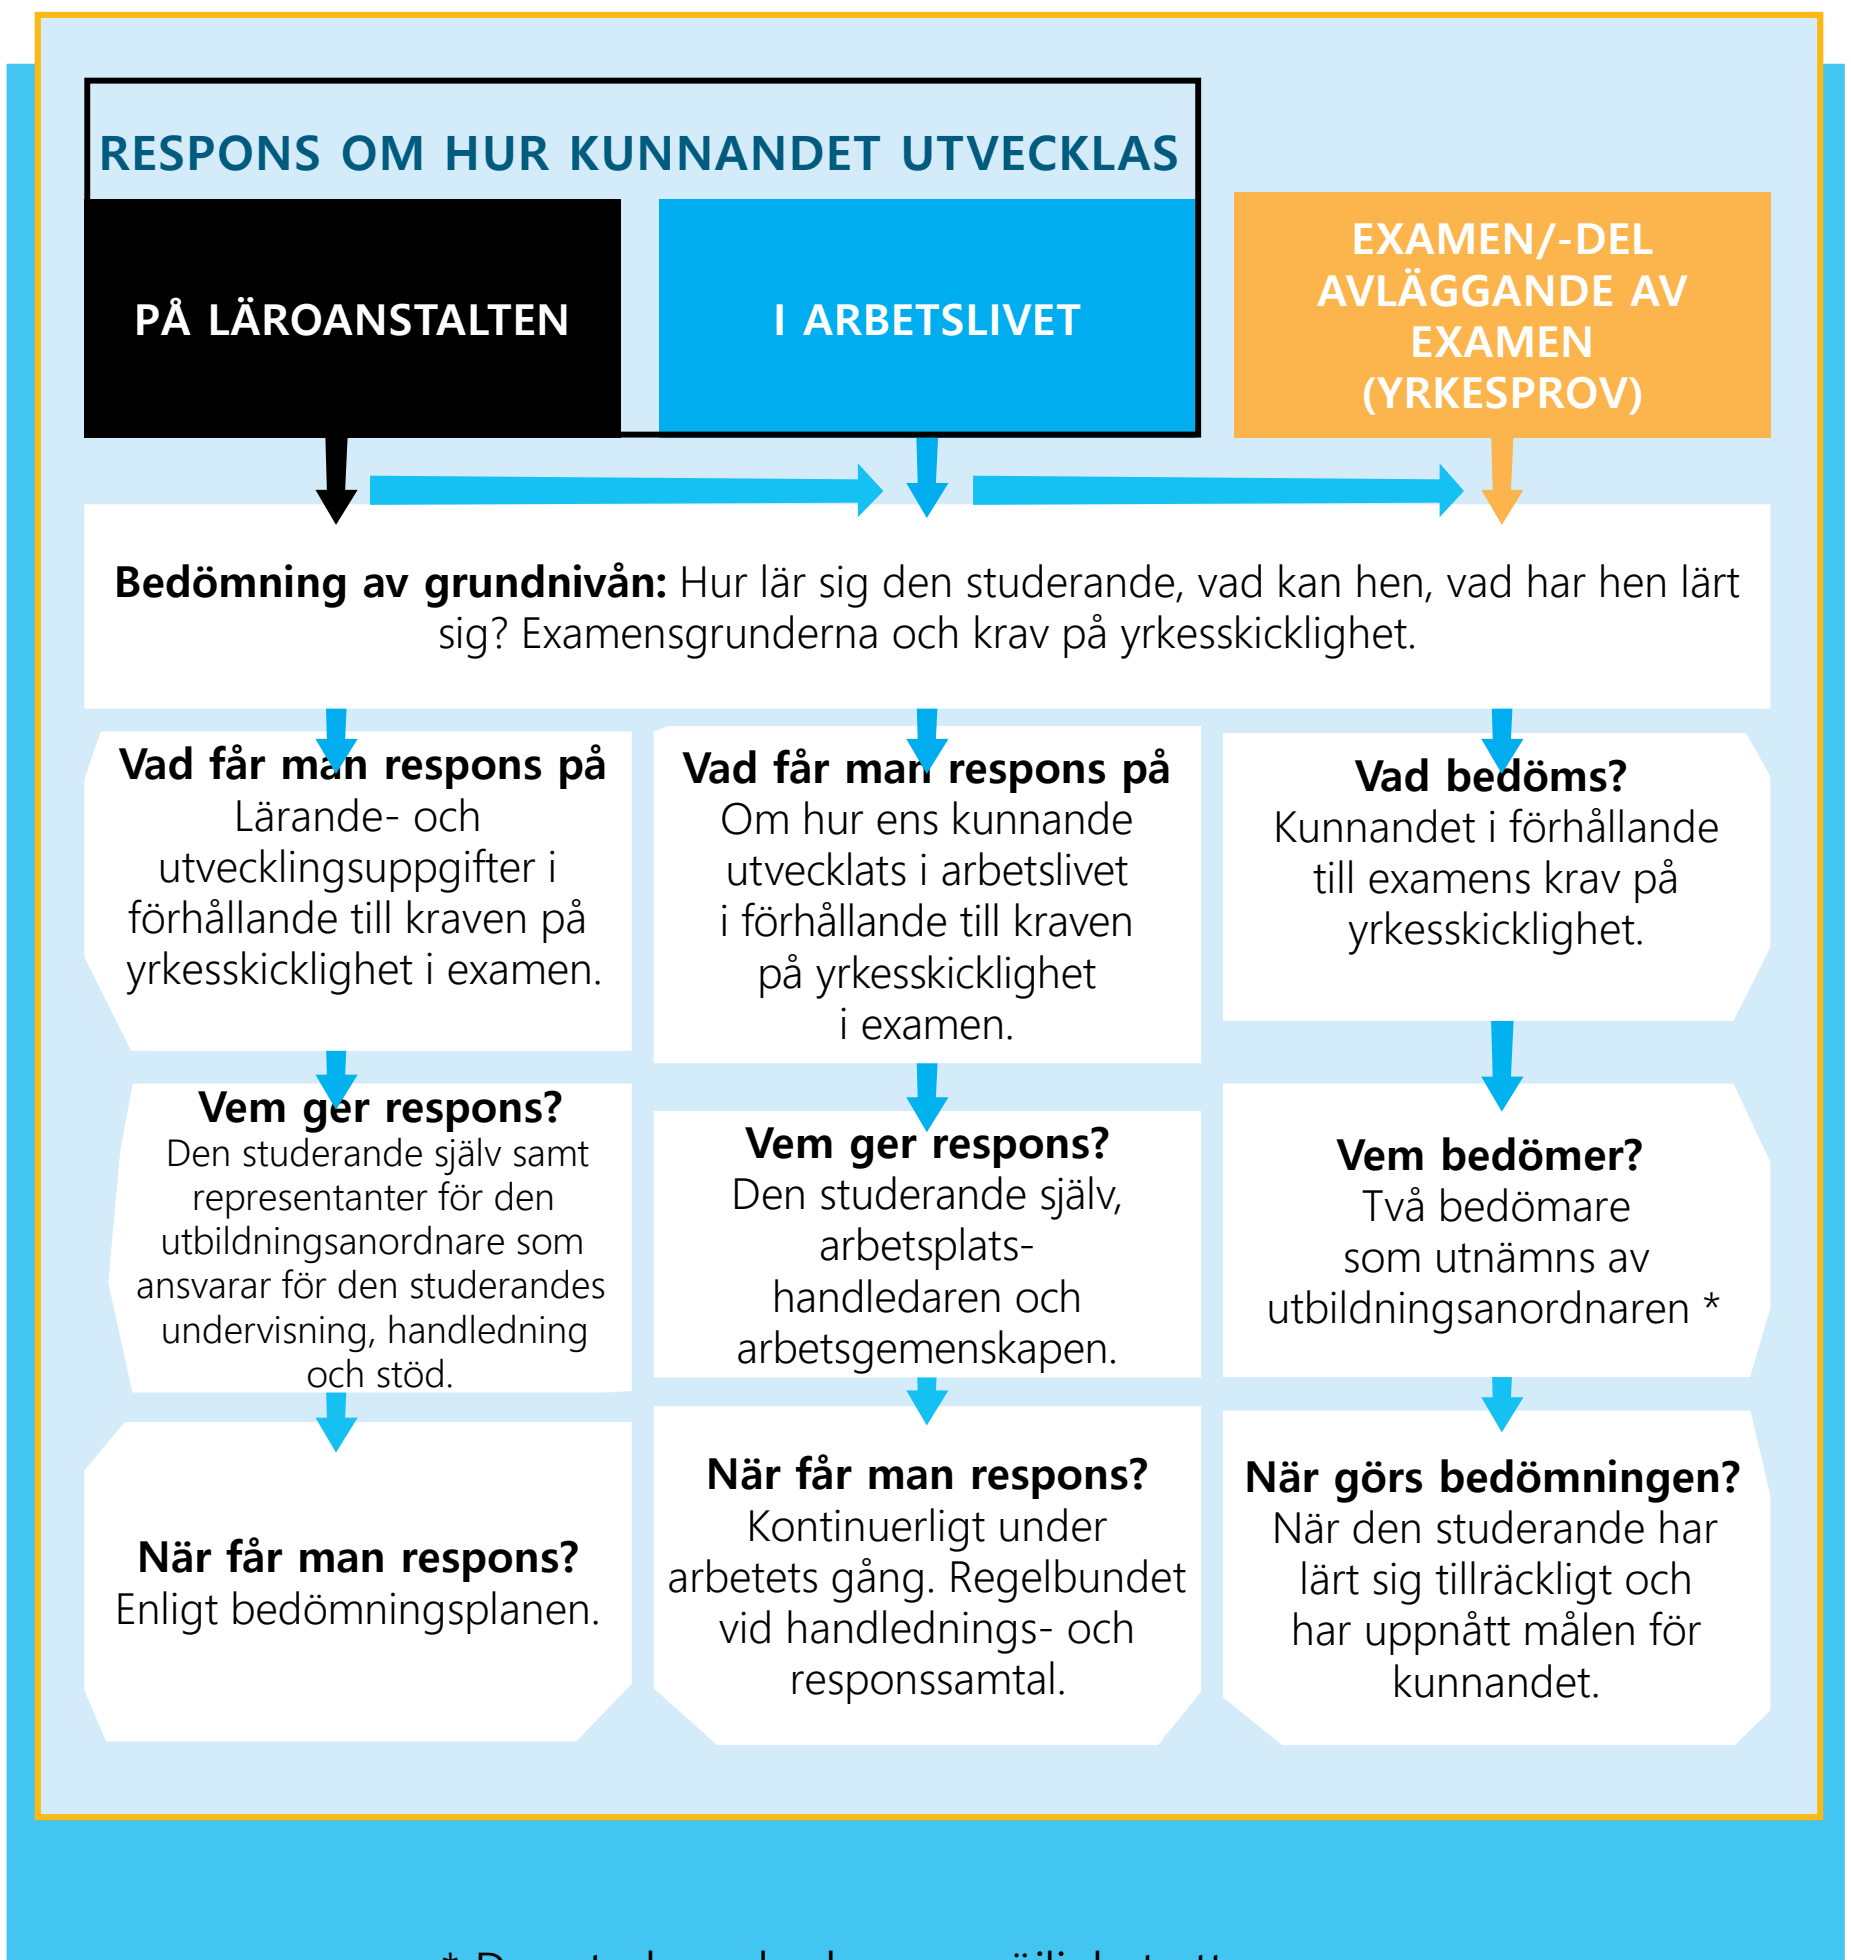 RESPONS OM HUR KUNNANDET UTVECKLAS
PÅ LÄROANSTALTEN
I ARBETSLIVET
EXAMEN/-DEL
AVLÄGGANDE AV
EXAMEN
(YRKESPROV)
Bedömning av grundnivån: Hur lär sig den studerande, vad kan hen, vad har hen lärt
sig? Examensgrunderna och krav på yrkesskicklighet.
Vad får man respons på
Lärande- och
utvecklingsuppgifter i
förhållande till kraven på
yrkesskicklighet i examen.
Vad får man respons på
Om hur ens kunnande
utvecklats i arbetslivet
i förhållande till kraven
på yrkesskicklighet
i examen.
Vad bedöms?
Kunnandet i förhållande
till examens krav på
yrkesskicklighet.
Vem ger respons?
Den studerande själv samt
representanter för den
utbildningsanordnare som
ansvarar för den studerandes
undervisning, handledning
och stöd.
Vem ger respons?
Den studerande själv,
arbetsplats-
handledaren och
arbetsgemenskapen.
Vem bedömer?
Två bedömare
som utnämns av
utbildningsanordnaren *
När får man respons?
Enligt bedömningsplanen.
När får man respons?
Kontinuerligt under
arbetets gång. Regelbundet
vid handlednings- och
responssamtal.
När görs bedömningen?
När den studerande har
lärt sig tillräckligt och
har uppnått målen för
kunnandet.